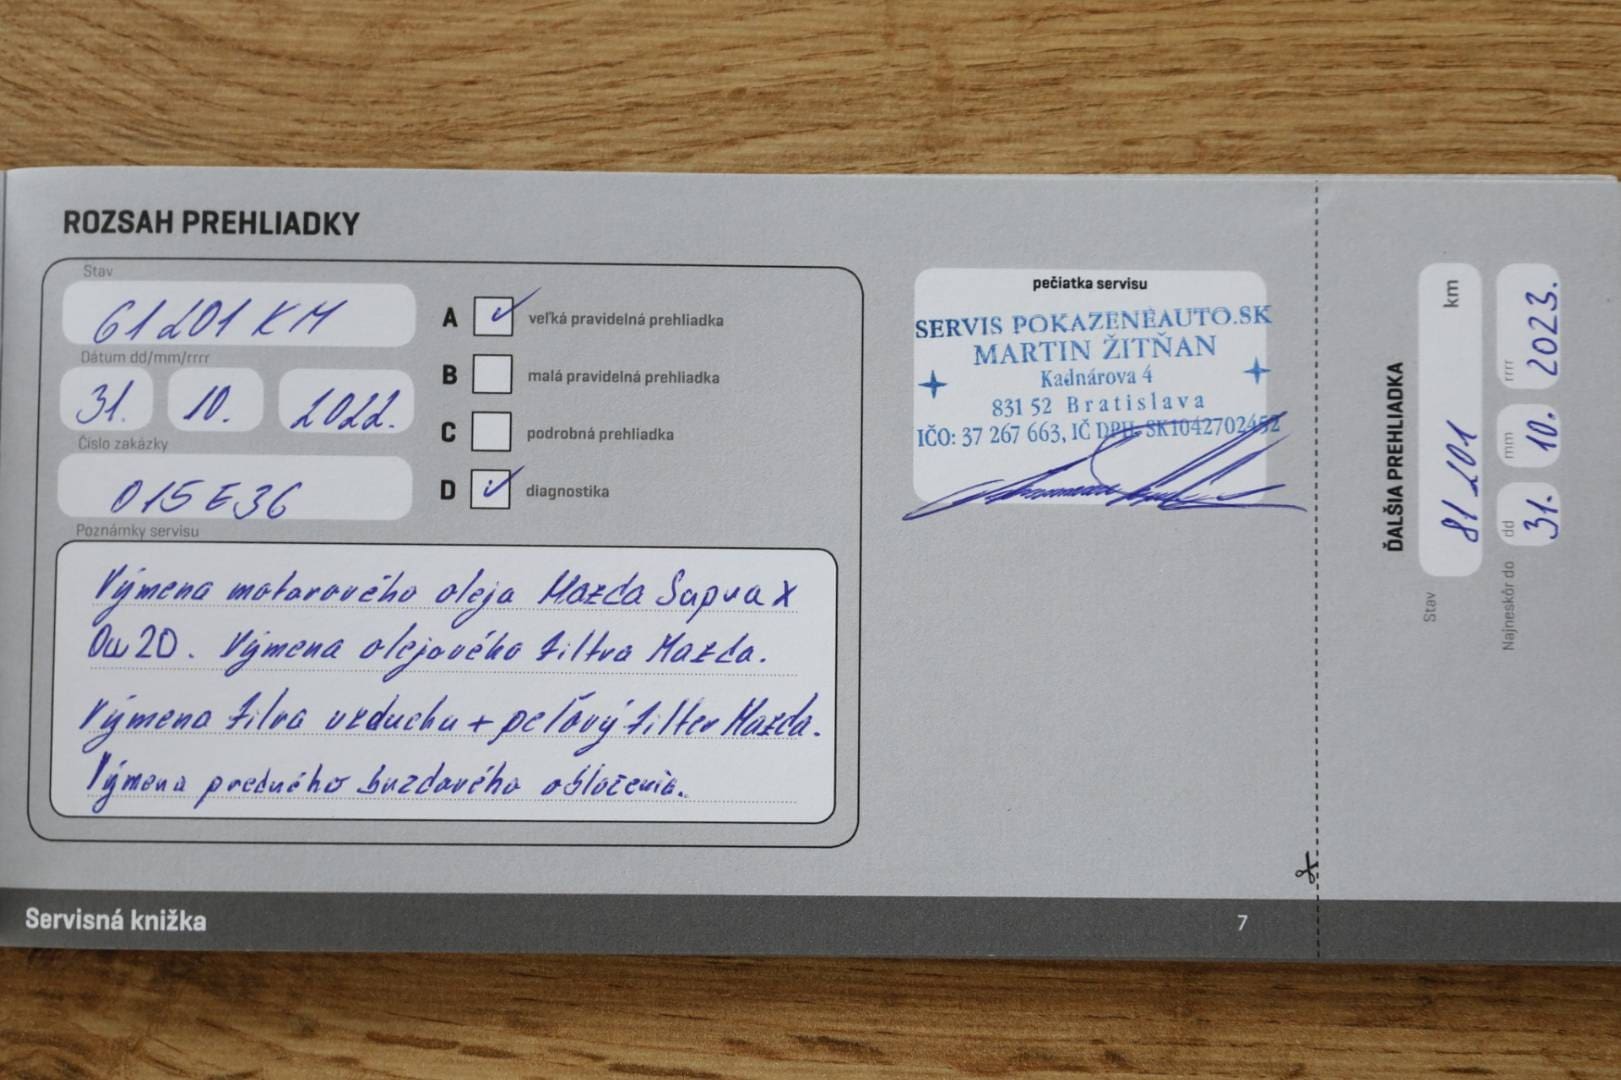 ROZSAH PREHLIADKY
Stav
61201 KM
Dátum dd/mm/rrrr
31. 10. 2022.
Číslo zakázky
015E36
Poznámky servisu
A veľká pravidelná prehliadka
B malá pravidelná prehliadka
C podrobná prehliadka
D diagnostika
Výmena motorového oleja Mazda Supra X
0w20. Výmena olejového filtra Mazda.
Výmena filra vzduchu + peľový filter Mazda.
Výmena predného brzdového obloženia.
pečiatka servisu
SERVIS POKAZENÉAUTO.SK
MARTIN ŽITŇAN
Kadnárova 4
831 52 Bratislava
IČO: 37 267 663, IČ DPH: SK1042702452
ĎALŠIA PREHLIADKA
Stav 81 201 km
Najneskôr do dd 31. mm 10. rrrr 2023.
Servisná knižka
7